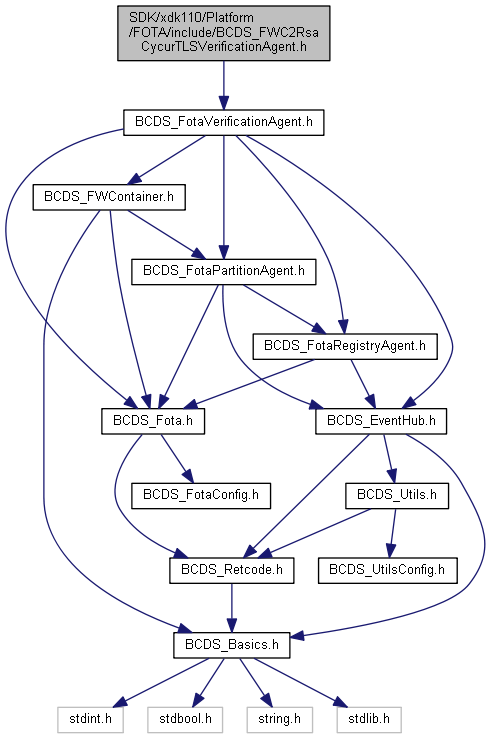 SDK/xdk110/Platform
/FOTA/include/BCDS_FWC2Rsa
CycurTLSVerificationAgent.h
BCDS_FotaVerificationAgent.h
BCDS_FWContainer.h
BCDS_FotaPartitionAgent.h
BCDS_FotaRegistryAgent.h
BCDS_Fota.h
BCDS_EventHub.h
BCDS_FotaConfig.h
BCDS_Utils.h
BCDS_Retcode.h
BCDS_UtilsConfig.h
BCDS_Basics.h
stdint.h
stdbool.h
string.h
stdlib.h